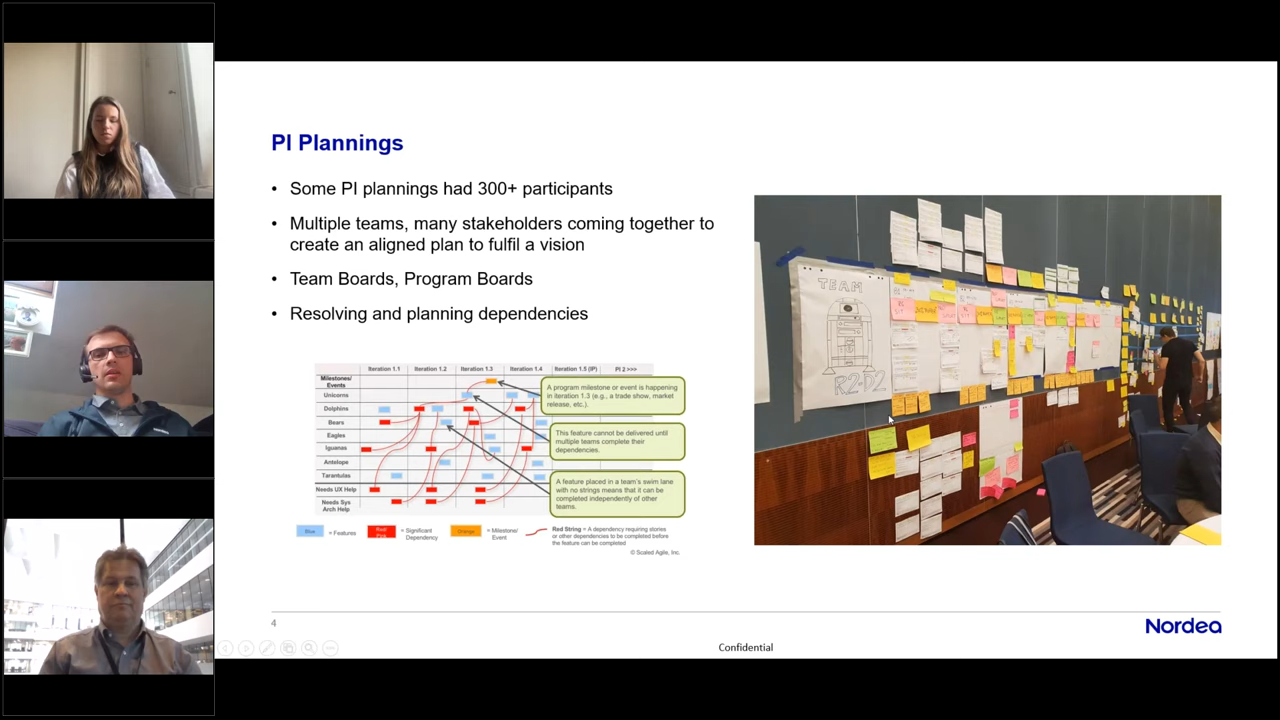 PI Plannings
• Some PI plannings had 300+ participants
• Multiple teams, many stakeholders coming together to
create an aligned plan to fulfil a vision
• Team Boards, Program Boards
• Resolving and planning dependencies
Iteration 1.1 Iteration 1.2 Iteration 1.3 Iteration 1.4 Iteration 1.5 (IP) PI 2 >>>
Milestones/
Events
Unicorns
Dolphins
Bears
Eagles
Iguanas
Antelope
Tarantulas
Needs UX Help
Needs Sys
Arch Help
A program milestone or event is happening
in iteration 1.3 (e.g., a trade show, market
release, etc.).
This feature cannot be delivered until
multiple teams complete their
dependencies.
A feature placed in a team's swim lane
with no strings means that it can be
completed independently of other
teams.
Blue = Features
Red/
Pink = Significant
Dependency
Orange = Milestone/
Event
Red String = A dependency requiring stories
or other dependencies to be completed before
the feature can be completed
© Scaled Agile, Inc.
TEAM
R2-D2
4
Nordea
Confidential